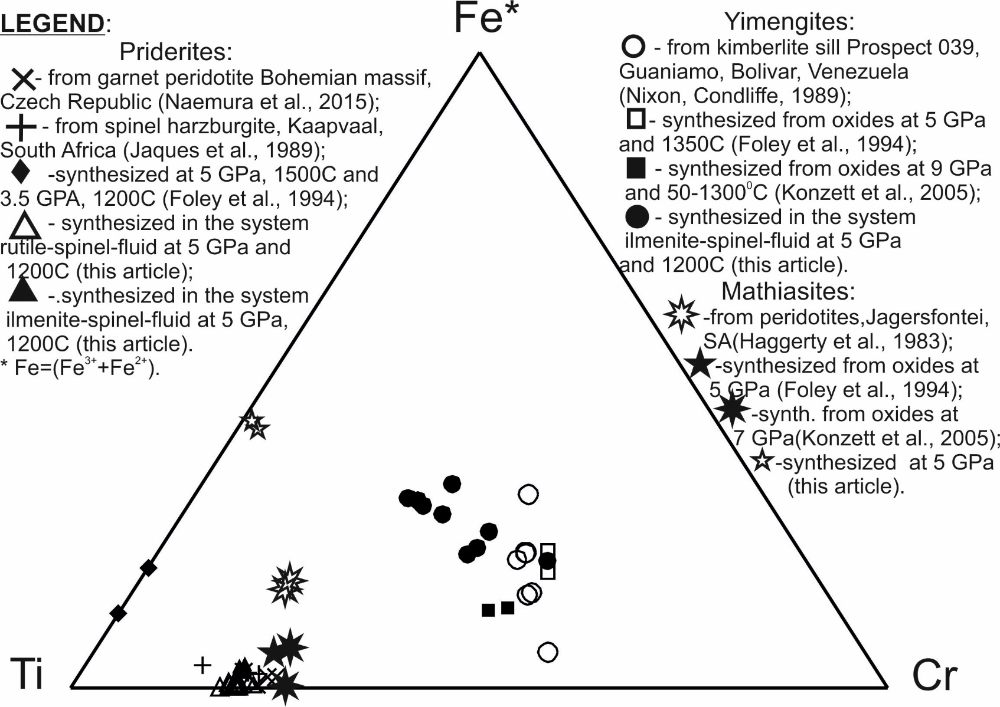 LEGEND:
Priderites:
- from garnet peridotite Bohemian massif,
Czech Republic (Naemura et al., 2015);
- from spinel harzburgite, Kaapvaal,
South Africa (Jaques et al., 1989);
-synthesized at 5 GPa, 1500C and
3.5 GPA, 1200C (Foley et al., 1994);
- synthesized in the system
rutile-spinel-fluid at 5 GPa and
1200C (this article);
-.synthesized in the system
ilmenite-spinel-fluid at 5 GPa,
1200C (this article).
* Fe=(Fe³⁺+Fe²⁺).
Fe*
Yimengites:
- from kimberlite sill Prospect 039,
Guaniamo, Bolivar, Venezuela
(Nixon, Condliffe, 1989);
- synthesized from oxides at 5 GPa
and 1350C (Foley et al., 1994);
- synthesized from oxides at 9 GPa
and 50-1300⁰C (Konzett et al., 2005);
- synthesized in the system
ilmenite-spinel-fluid at 5 GPa
and 1200C (this article).
Mathiasites:
-from peridotites,Jagersfontei,
SA(Haggerty et al., 1983);
-synthesized from oxides at
5 GPa (Foley et al., 1994);
-synth. from oxides at
7 GPa(Konzett et al., 2005);
-synthesized at 5 GPa
(this article).
Ti
Cr